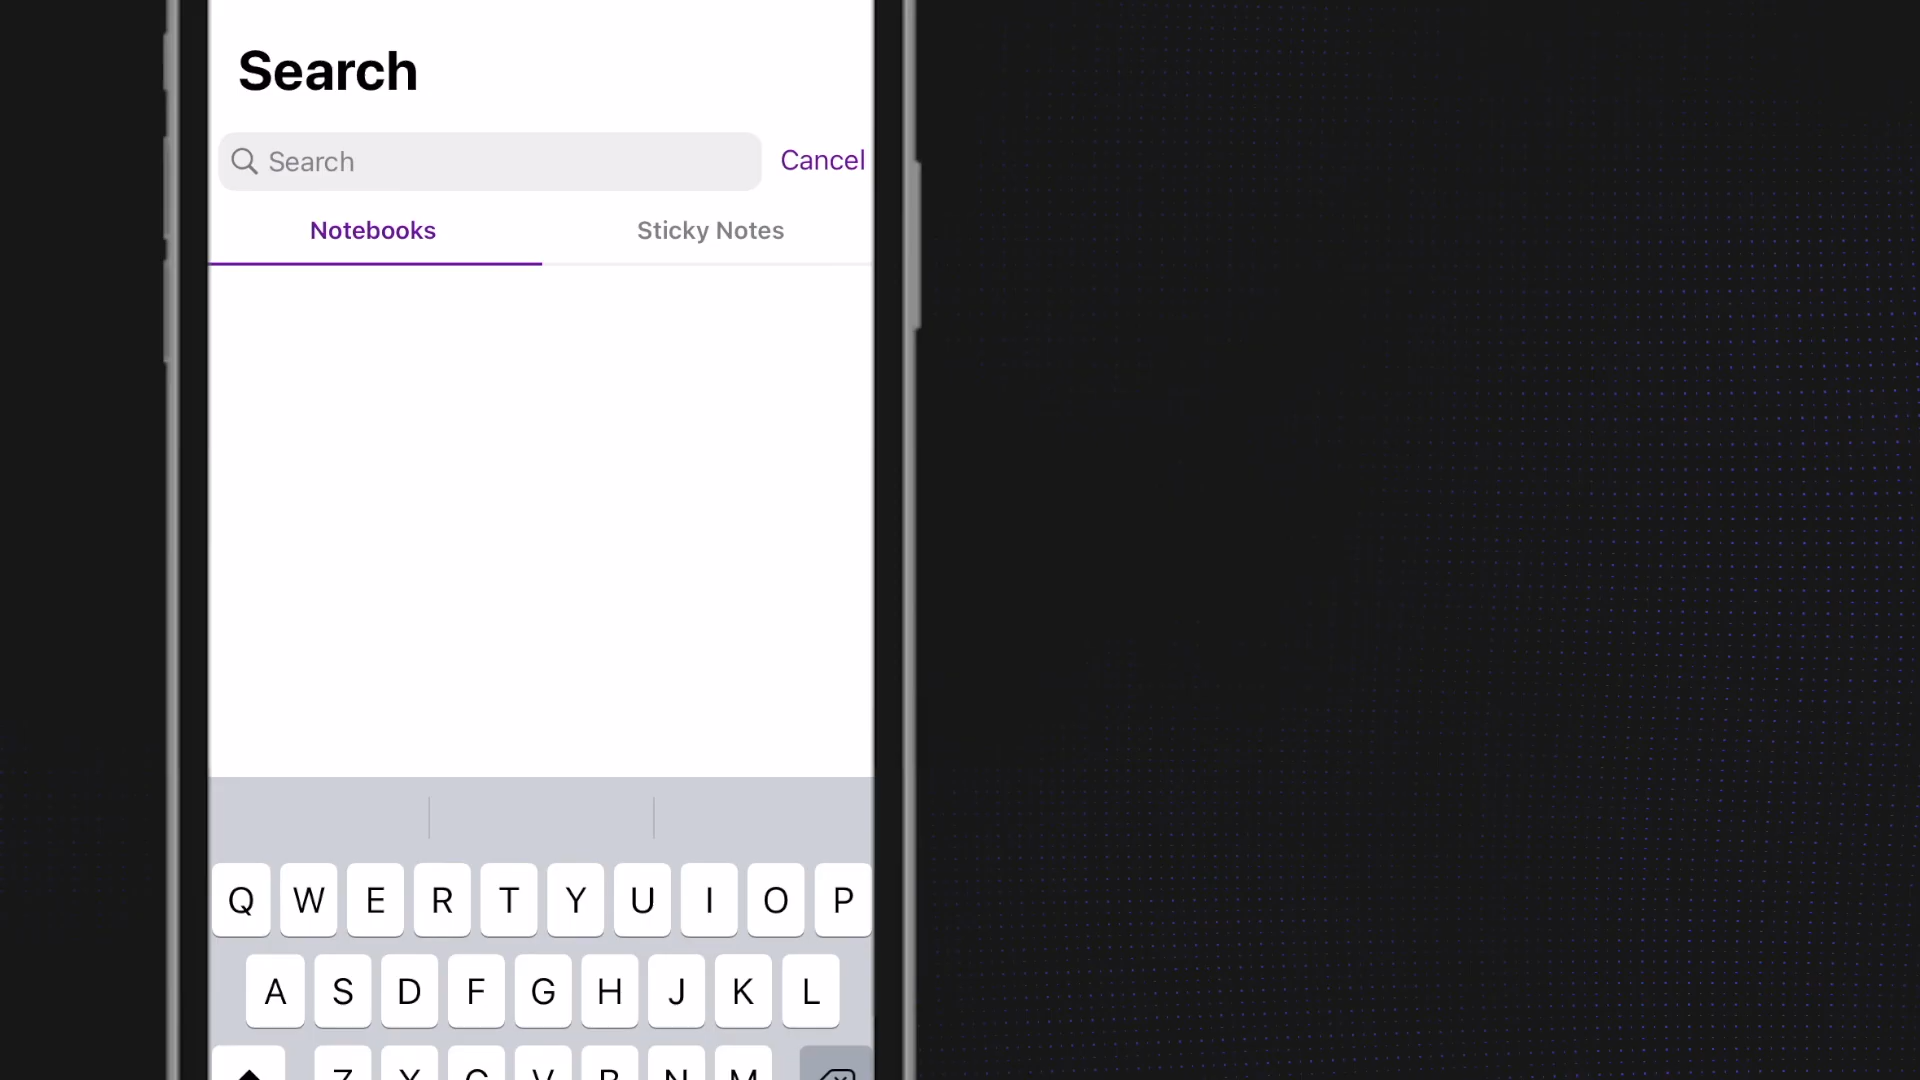 Search
Search Cancel
Notebooks Sticky Notes
Q W E R T Y U I O P
A S D F G H J K L
Z X C V B N M